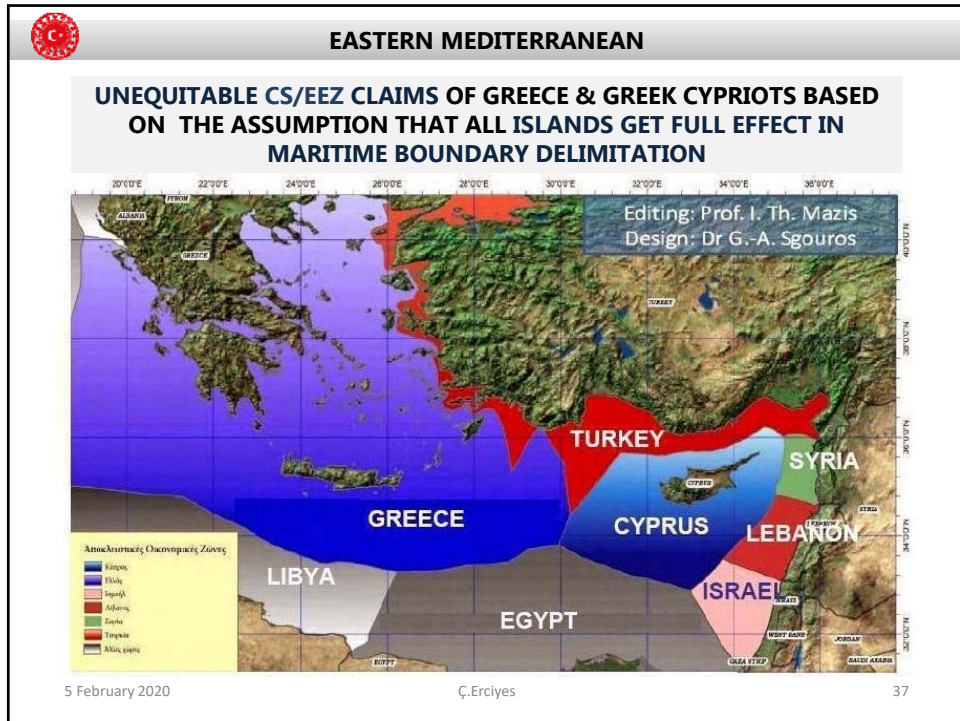 EASTERN MEDITERRANEAN
UNEQUITABLE CS/EEZ CLAIMS OF GREECE & GREEK CYPRIOTS BASED
ON THE ASSUMPTION THAT ALL ISLANDS GET FULL EFFECT IN
MARITIME BOUNDARY DELIMITATION
20°0'0"E 22°0'0"E 24°0'0"E 26°0'0"E 28°0'0"E 30°0'0"E 32°0'0"E 34°0'0"E 36°0'0"E
FYROM
ALBANIA
Editing: Prof. I. Th. Mazis
Design: Dr G.-A. Sgouros
GREECE
TURKEY
TURKEY
SYRIA
CYPRUS
SYRIA
GREECE
CYPRUS
LEBANON
Αποκλειστικές Οικονομικές Ζώνες
Κύπρος
Ελλάς
Ισραήλ
Λίβανος
Συρία
Τουρκία
Άλλες χώρες
LIBYA
ISRAEL
ISRAEL
EGYPT
WEST BANK
JORDAN
EGYPT
GAZA STRIP
SAUDI ARABIA
5 February 2020
Ç.Erciyes
37